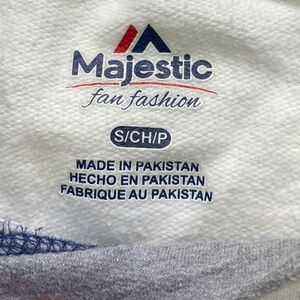 Majestic
fan fashion
S/CH/P
MADE IN PAKISTAN
HECHO EN PAKISTAN
FABRIQUE AU PAKISTAN